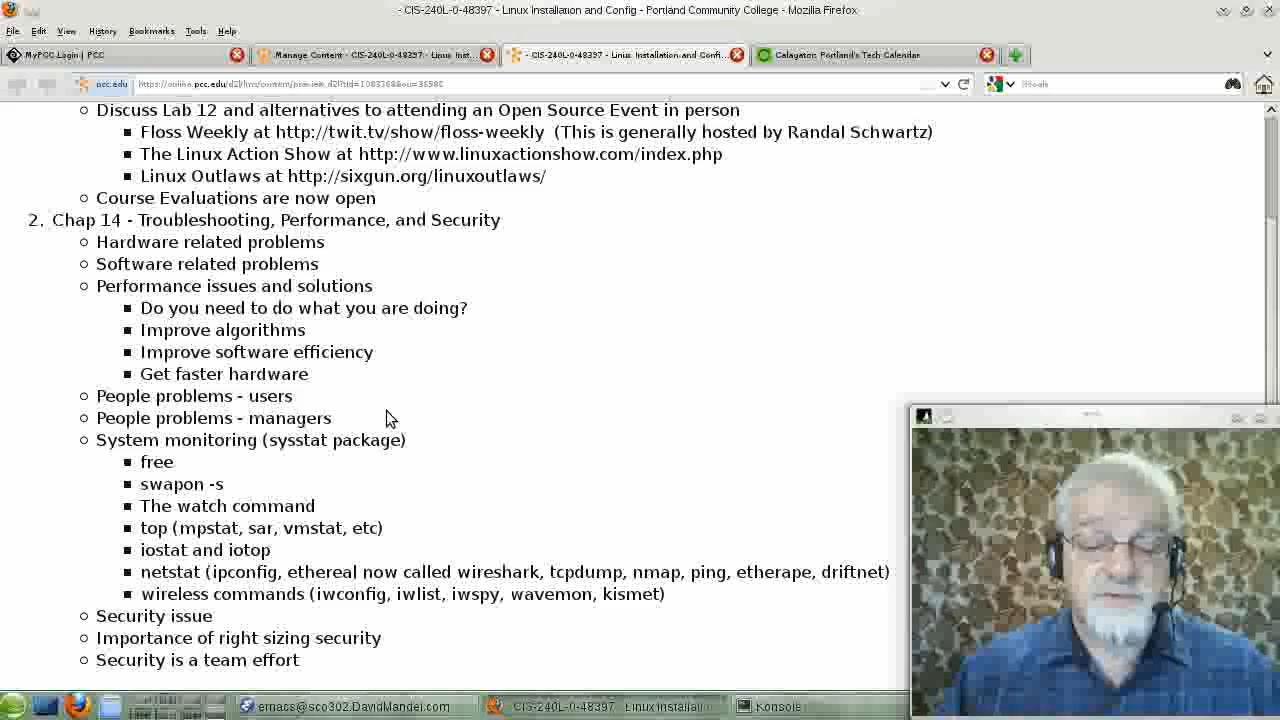 - CIS-240L-0-48397 - Linux Installation and Config - Portland Community College - Mozilla Firefox
File Edit View History Bookmarks Tools Help
MyPCC Login | PCC
Manage Content - CIS-240L-0-48397 - Linux Inst...
- CIS-240L-0-48397 - Linux Installation and Confi...
Calagator: Portland's Tech Calendar
pcc.edu
Google
Discuss Lab 12 and alternatives to attending an Open Source Event in person
Floss Weekly at http://twit.tv/show/floss-weekly (This is generally hosted by Randal Schwartz)
The Linux Action Show at http://www.linuxactionshow.com/index.php
Linux Outlaws at http://sixgun.org/linuxoutlaws/
Course Evaluations are now open
2. Chap 14 - Troubleshooting, Performance, and Security
Hardware related problems
Software related problems
Performance issues and solutions
Do you need to do what you are doing?
Improve algorithms
Improve software efficiency
Get faster hardware
People problems - users
People problems - managers
System monitoring (sysstat package)
free
swapon -s
The watch command
top (mpstat, sar, vmstat, etc)
iostat and iotop
netstat (ipconfig, ethereal now called wireshark, tcpdump, nmap, ping, etherape, driftnet)
wireless commands (iwconfig, iwlist, iwspy, wavemon, kismet)
Security issue
Importance of right sizing security
Security is a team effort
CIS-240L-0-48397 Linux Installati
Konsole